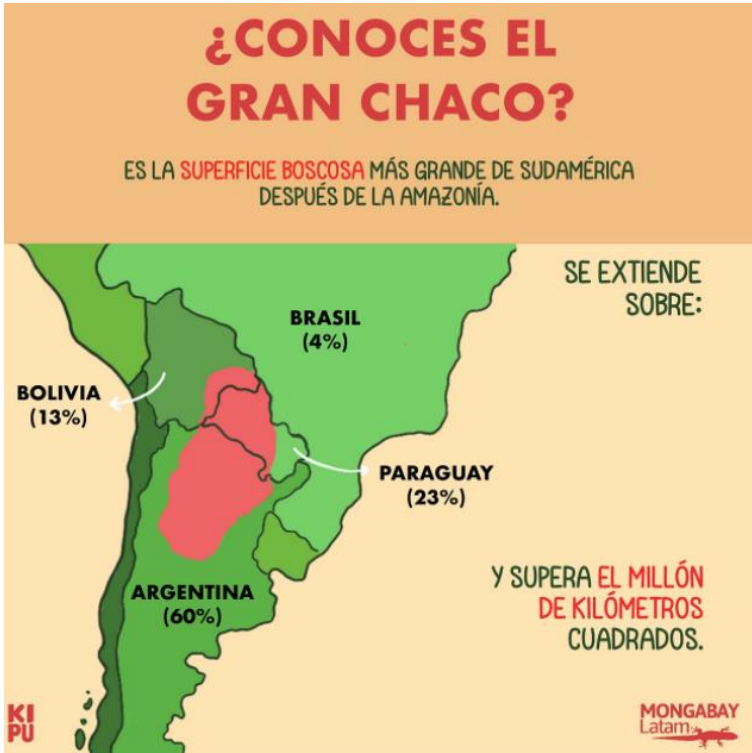 ¿CONOCES EL
GRAN CHACO?
ES LA SUPERFICIE BOSCOSA MÁS GRANDE DE SUDAMÉRICA
DESPUÉS DE LA AMAZONÍA.
SE EXTIENDE
SOBRE:
BRASIL
(4%)
BOLIVIA
(13%)
PARAGUAY
(23%)
ARGENTINA
(60%)
Y SUPERA EL MILLÓN
DE KILÓMETROS
CUADRADOS.
KI
PU
MONGABAY
Latam